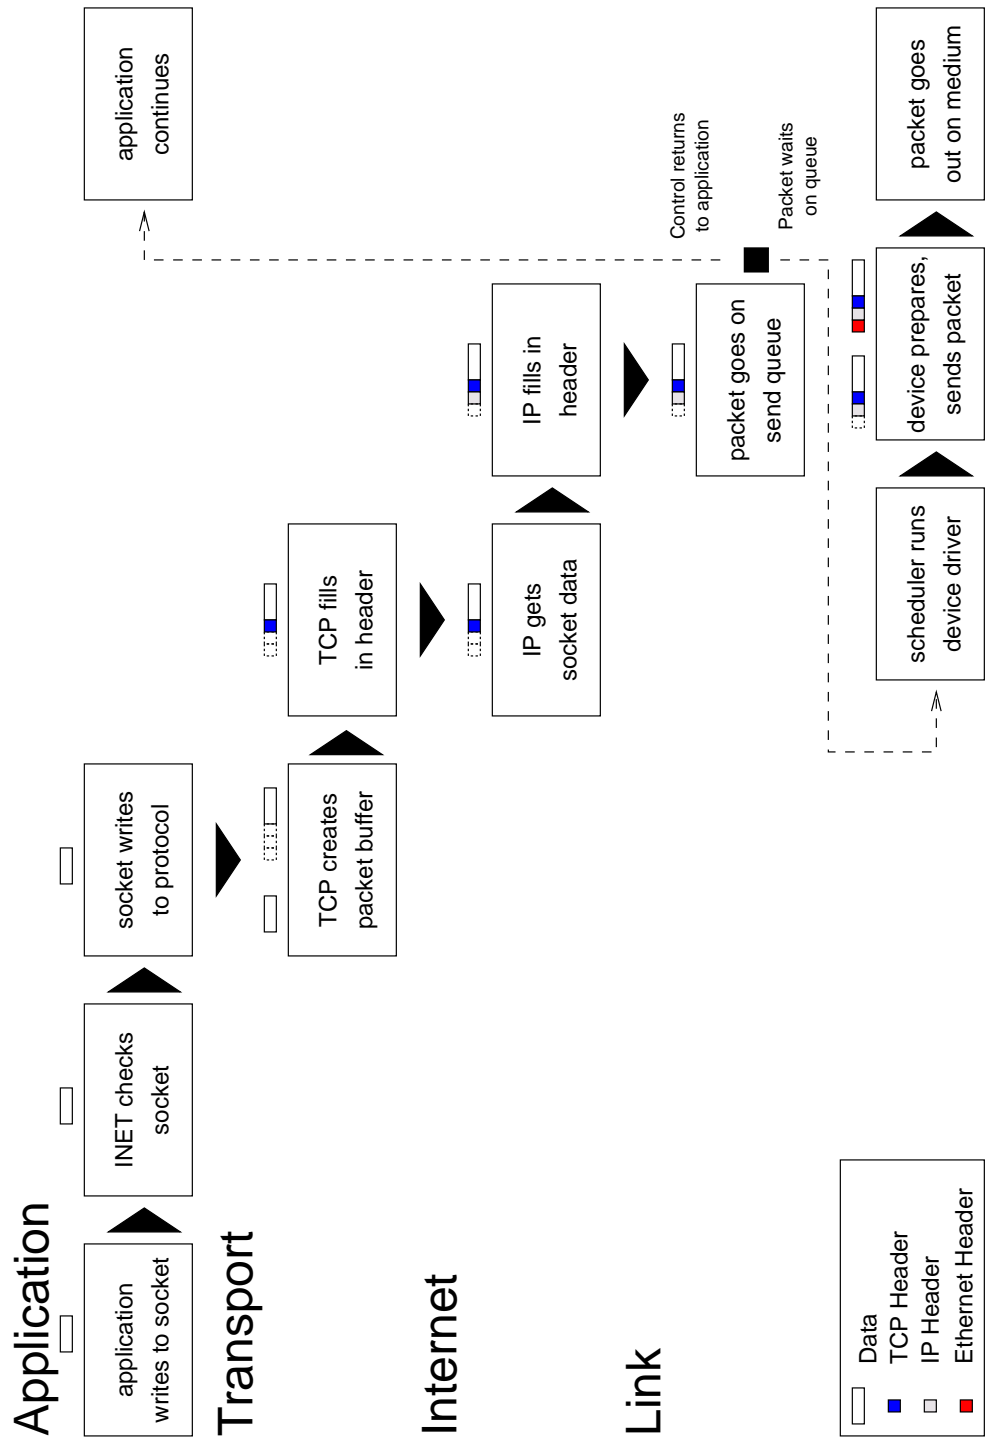 Application
application
writes to socket
INET checks
socket
socket writes
to protocol
application
continues
Transport
TCP creates
packet buffer
TCP fills
in header
Internet
IP gets
socket data
IP fills in
header
Link
packet goes on
send queue
Control returns
to application
Packet waits
on queue
scheduler runs
device driver
device prepares,
sends packet
packet goes
out on medium
Data
TCP Header
IP Header
Ethernet Header